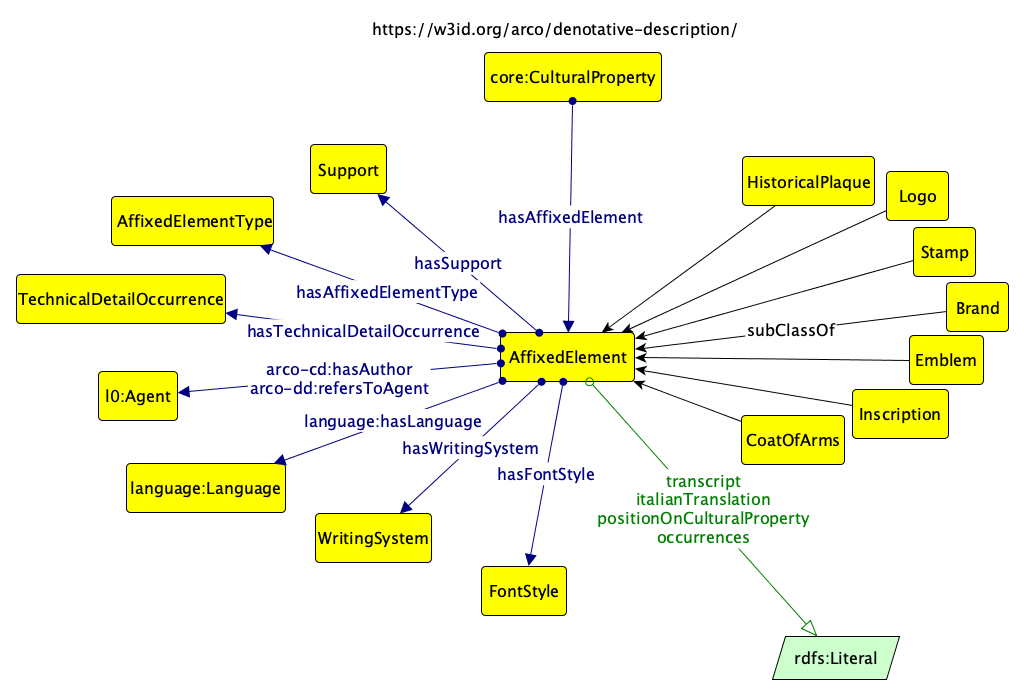 https://w3id.org/arco/denotative-description/
core:CulturalProperty
Support
HistoricalPlaque
Logo
AffixedElementType
hasAffixedElement
Stamp
hasSupport
TechnicalDetailOccurrence
hasAffixedElementType
Brand
hasTechnicalDetailOccurrence
subClassOf
AffixedElement
Emblem
arco-cd:hasAuthor
arco-dd:refersToAgent
l0:Agent
Inscription
language:hasLanguage
CoatOfArms
hasWritingSystem
hasFontStyle
language:Language
transcript
italianTranslation
positionOnCulturalProperty
occurrences
WritingSystem
FontStyle
rdfs:Literal